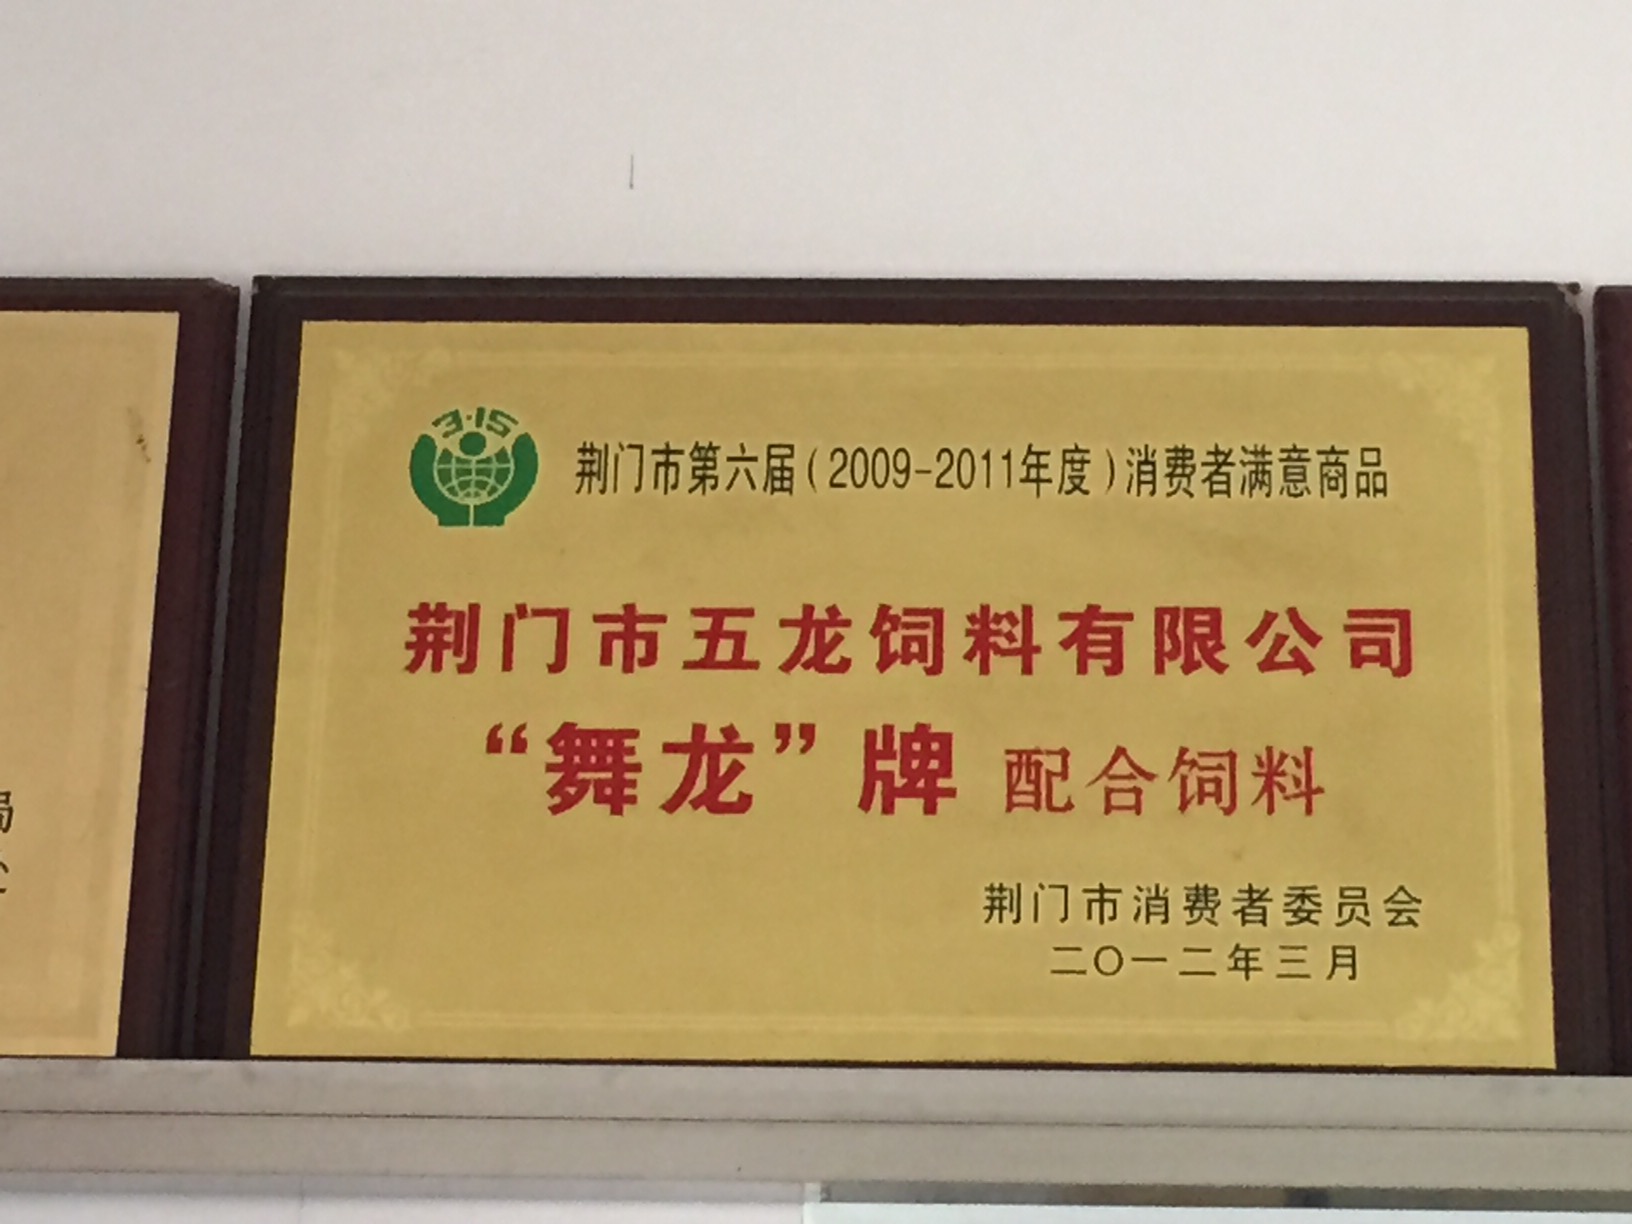 3·15
荆门市第六届(2009-2011年度)消费者满意商品
荆门市五龙饲料有限公司
“舞龙”牌 配合饲料
荆门市消费者委员会
二〇一二年三月
局